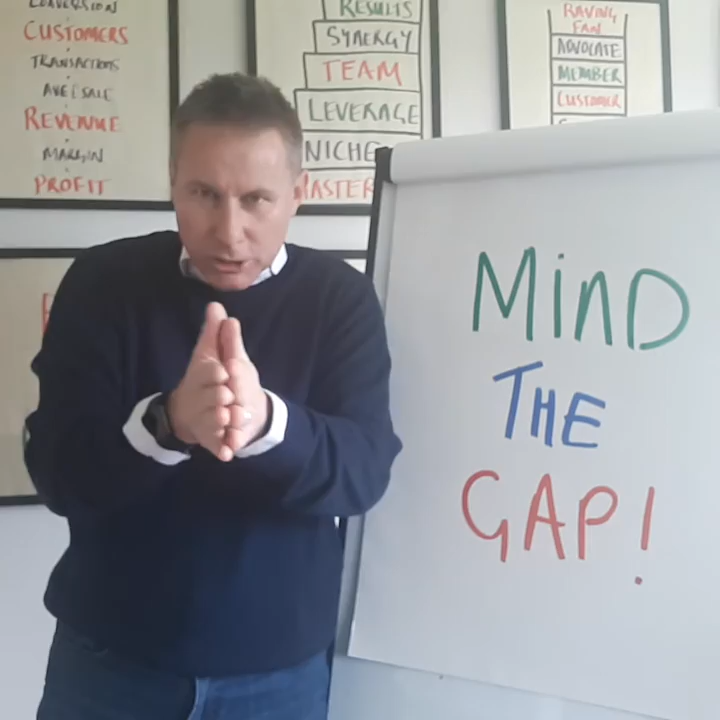 CONVERSION
CUSTOMERS
TRANSACTIONS
AVE £ SALE
REVENUE
MARGIN
PROFIT
RESULTS
SYNERGY
TEAM
LEVERAGE
NICHE
MASTER
RAVING
FAN
ADVOCATE
MEMBER
CUSTOMER
MIND
THE
GAP!